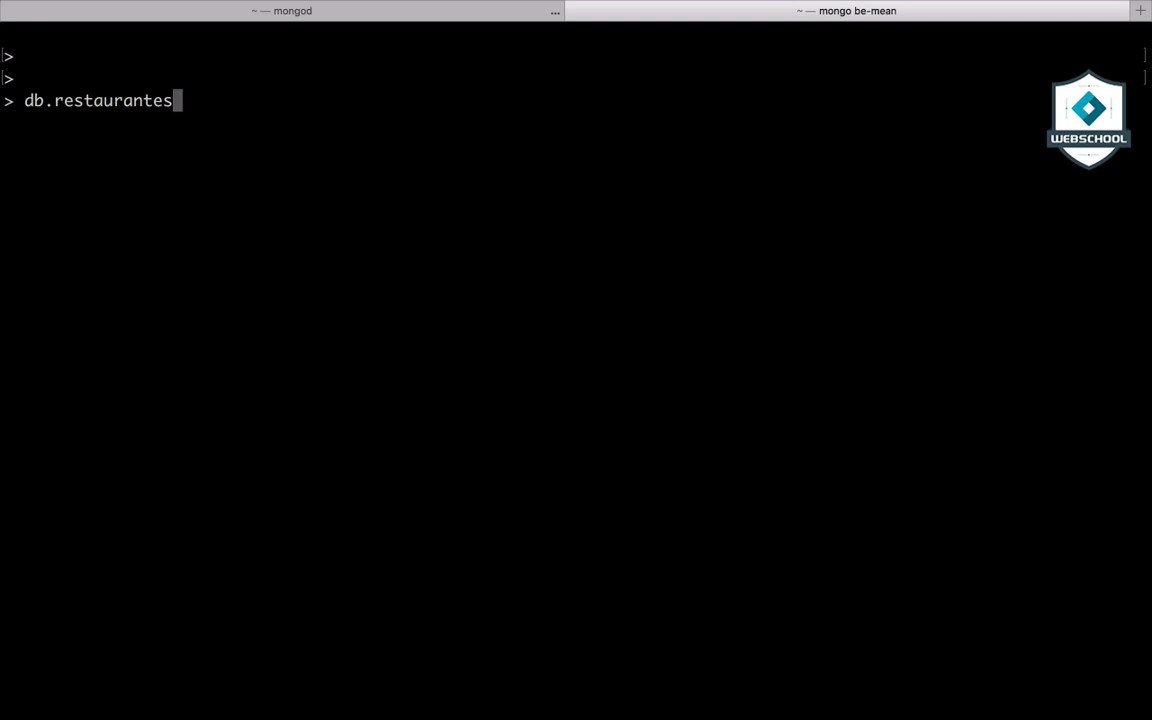 ~ — mongod
~ — mongo be-mean
>
>
> db.restaurantes
WEBSCHOOL